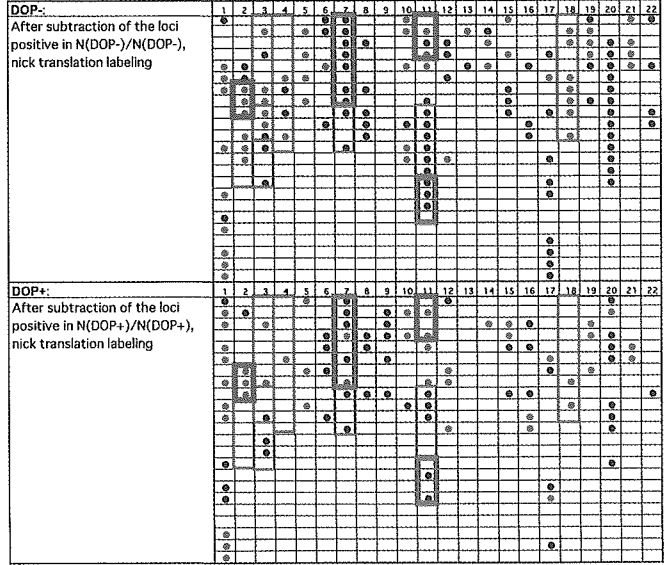 DOP-:
1 2 3 4 5 6 7 8 9 10 11 12 13 14 15 16 17 18 19 20 21 22
After subtraction of the loci
positive in N(DOP-)/N(DOP-),
nick translation labeling
DOP+:
1 2 3 4 5 6 7 8 9 10 11 12 13 14 15 16 17 18 19 20 21 22
After subtraction of the loci
positive in N(DOP+)/N(DOP+),
nick translation labeling